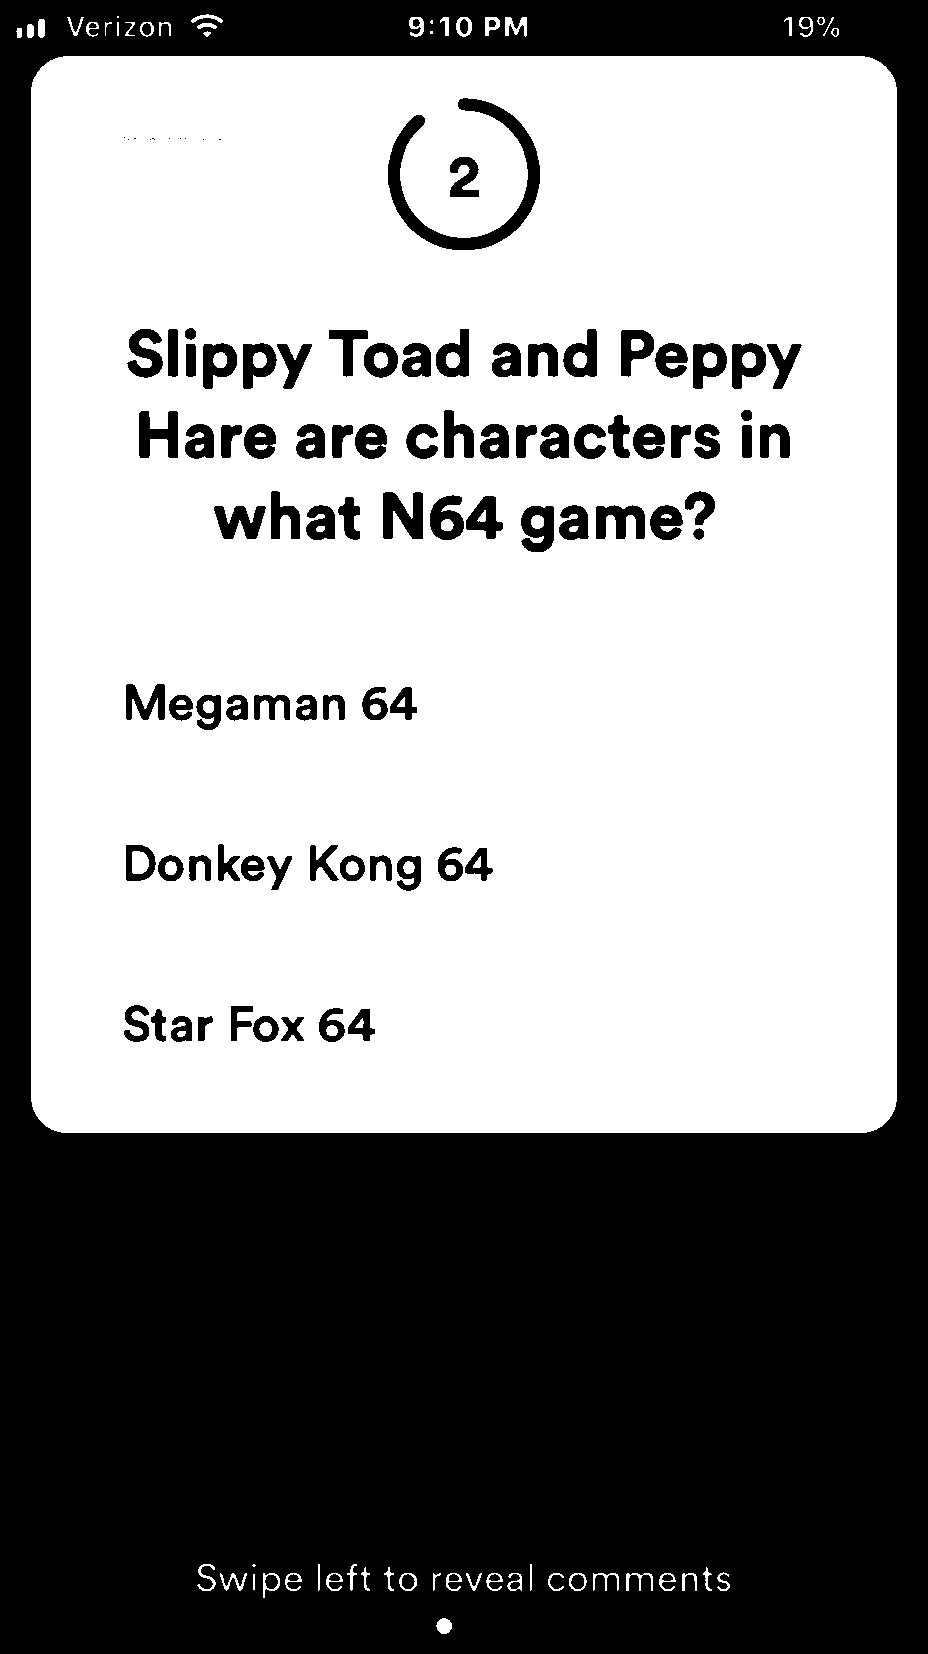 Verizon 9:10 PM 19%
2
Slippy Toad and Peppy
Hare are characters in
what N64 game?
Megaman 64
Donkey Kong 64
Star Fox 64
Swipe left to reveal comments